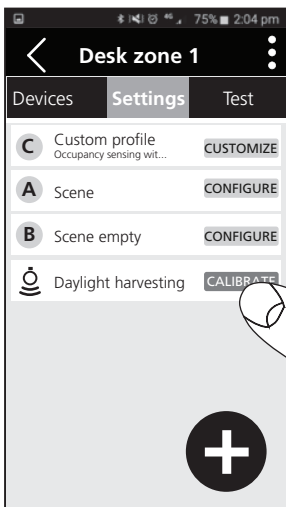 4G 75% 2:04 pm
Desk zone 1
Devices Settings Test
C Custom profile CUSTOMIZE
Occupancy sensing wit...
A Scene CONFIGURE
B Scene empty CONFIGURE
Daylight harvesting CALIBRATE